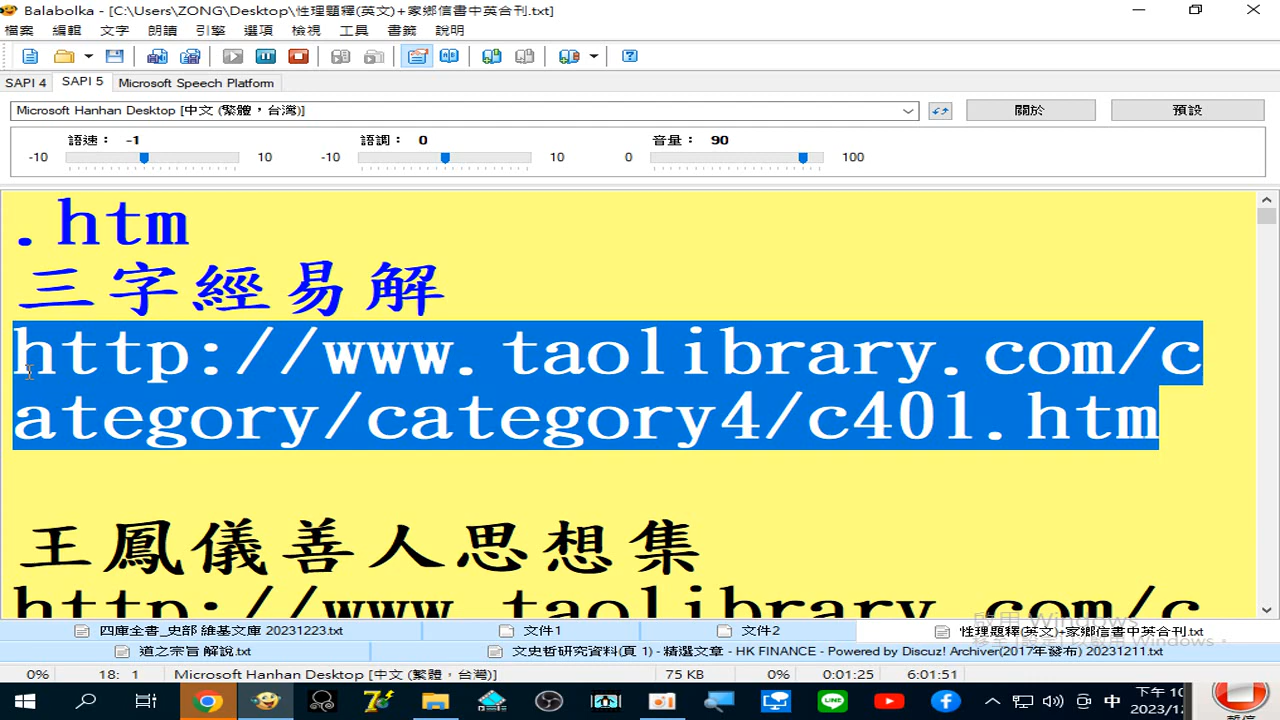 Balabolka - [C:\Users\ZONG\Desktop\性理題釋(英文)+家鄉信書中英合刊.txt]
檔案 編輯 文字 朗讀 引擎 選項 檢視 工具 書籤 說明
SAPI 4 SAPI 5 Microsoft Speech Platform
Microsoft Hanhan Desktop [中文 (繁體，台灣)] 關於 預設
語速： -1 語調： 0 音量： 90
-10 10 -10 10 0 100
.htm
三字經易解
http://www.taolibrary.com/c
ategory/category4/c401.htm
王鳳儀善人思想集
http://www.taolibrary.com/c
啟用 Windows
四庫全書_史部 維基文庫 20231223.txt 文件1 文件2 性理題釋(英文)+家鄉信書中英合刊.txt
道之宗旨 解說.txt 文史哲研究資料(頁 1) - 精選文章 - HK FINANCE - Powered by Discuz! Archiver(2017年發布) 20231211.txt
0% 18: 1 Microsoft Hanhan Desktop [中文 (繁體，台灣)] 75 KB 0% 0:01:25 6:01:51
中 下午 10
2023/12